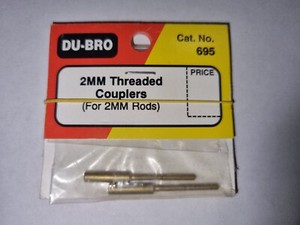 DU-BRO
Cat. No.
695
2MM Threaded
Couplers
(For 2MM Rods)
PRICE